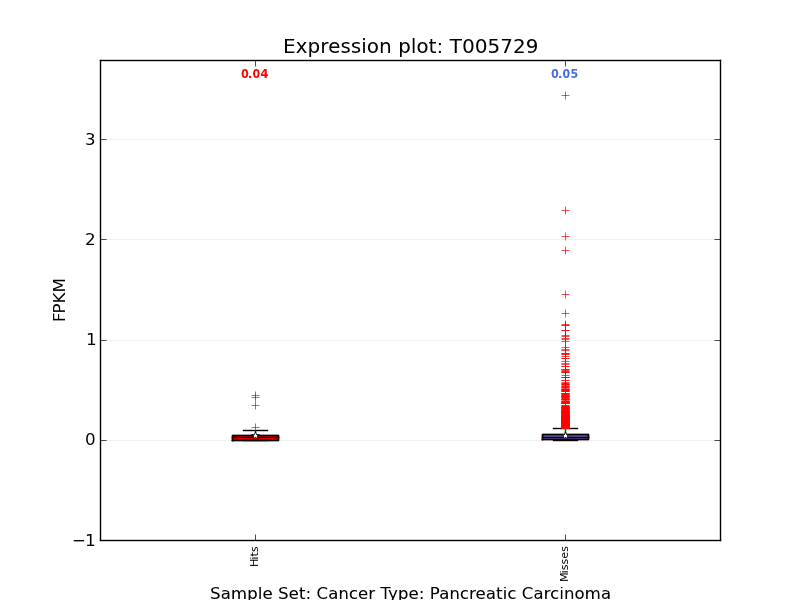 Expression plot: T005729
0.04
0.05
3
2
1
0
−1
FPKM
Hits
Misses
Sample Set: Cancer Type: Pancreatic Carcinoma